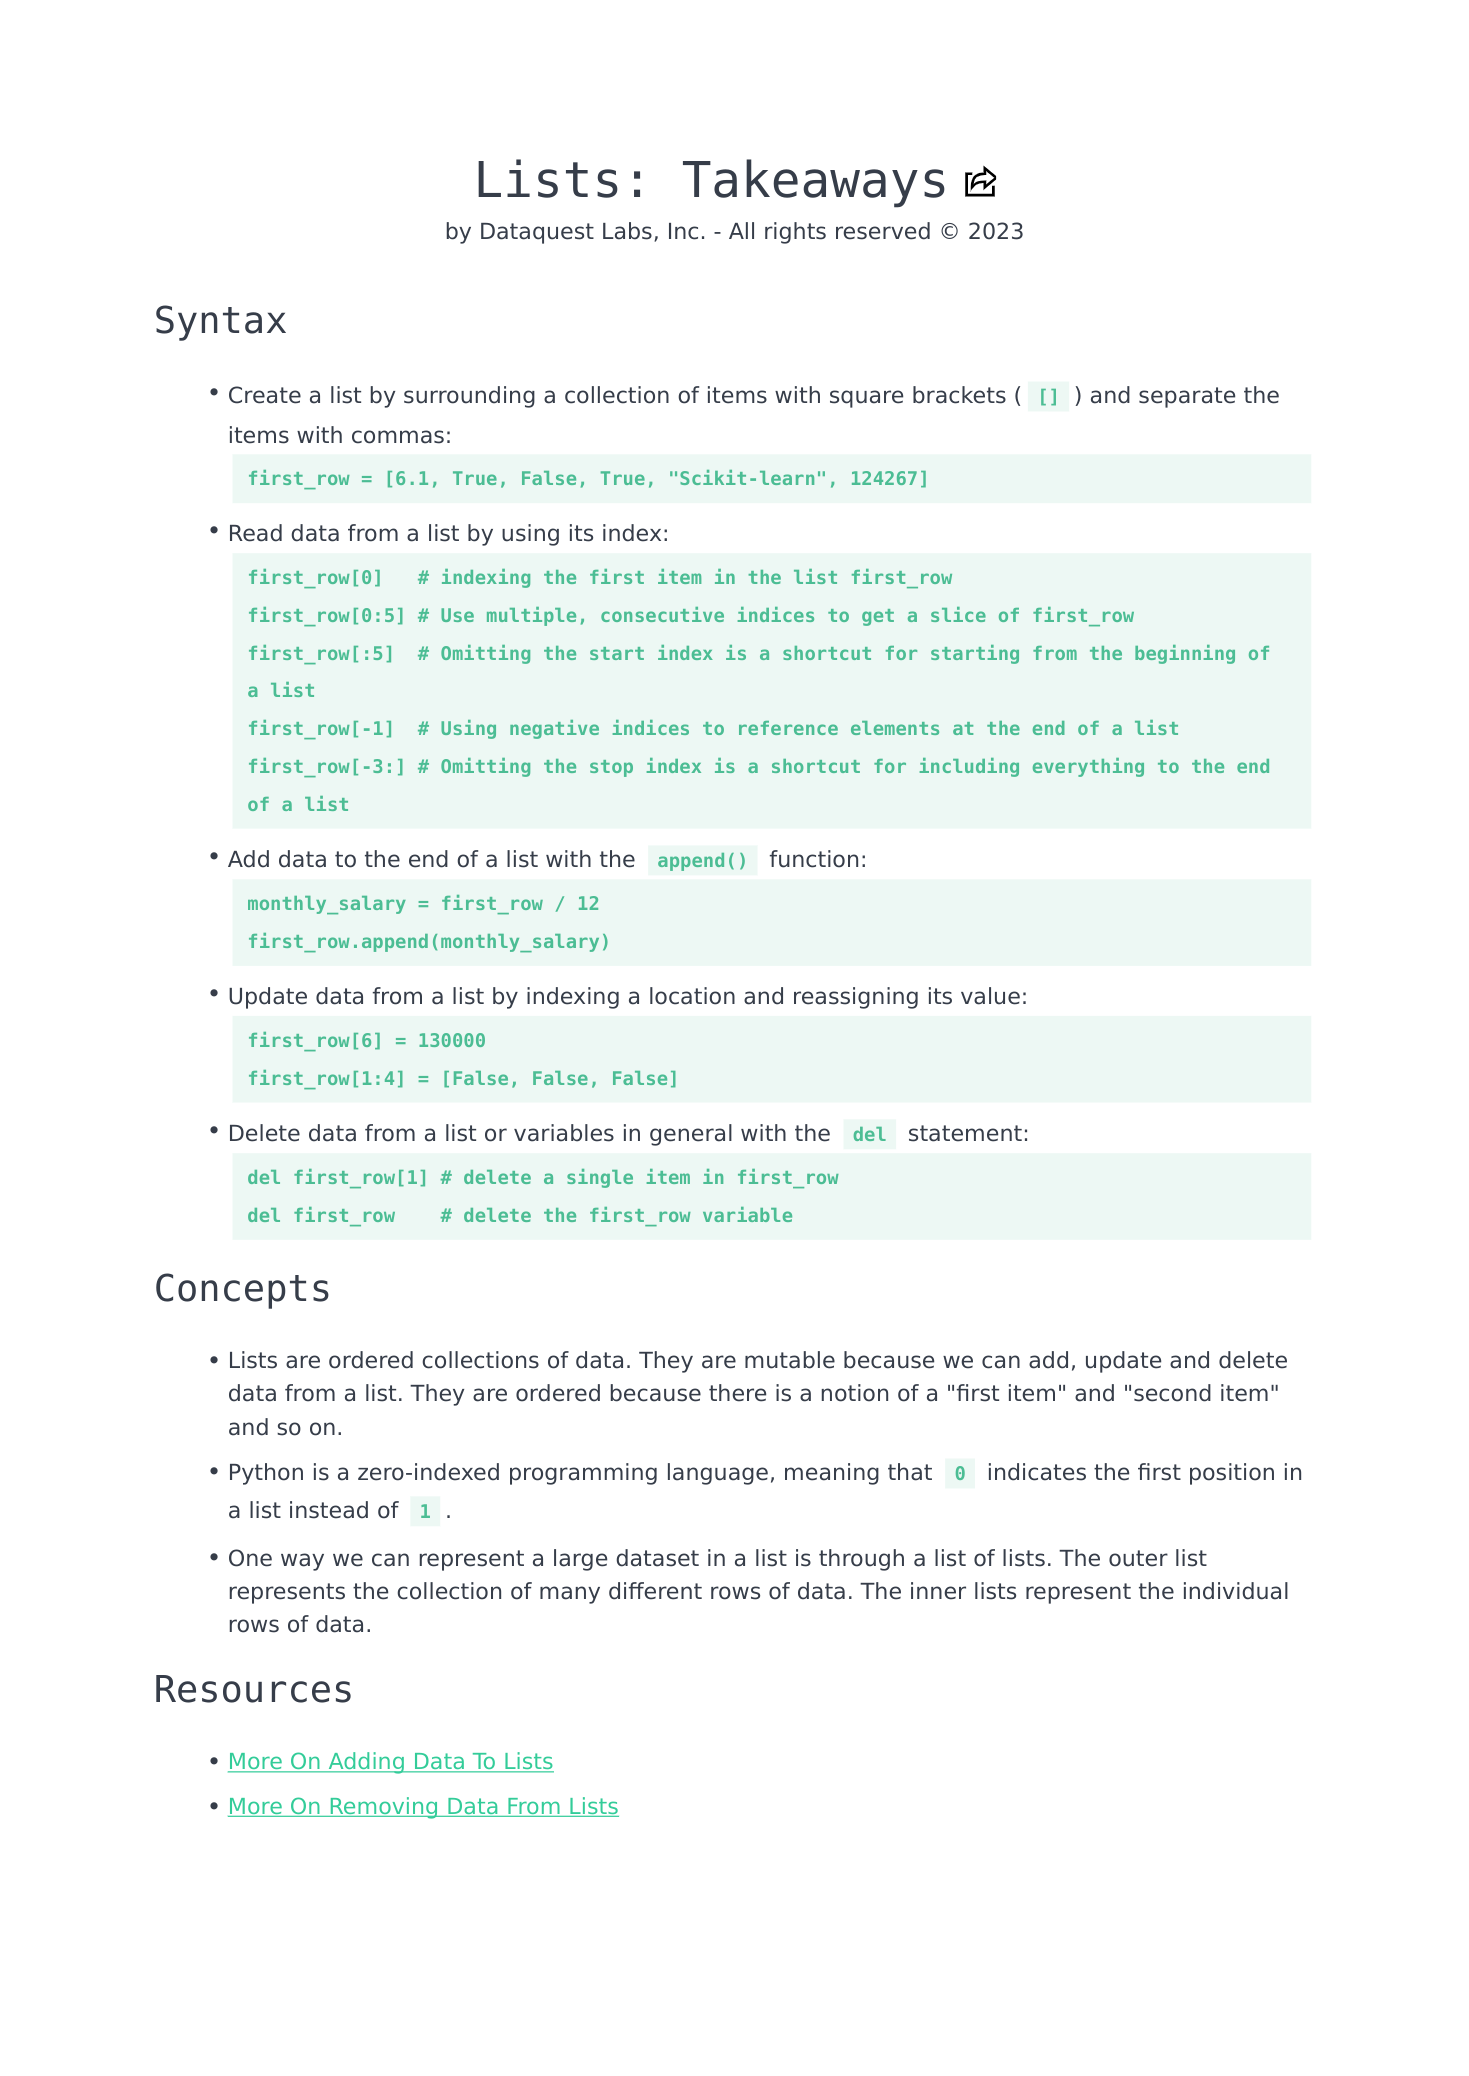 Lists: Takeaways
by Dataquest Labs, Inc. - All rights reserved © 2023
Syntax
• Create a list by surrounding a collection of items with square brackets ( [] ) and separate the
items with commas:
first_row = [6.1, True, False, True, "Scikit-learn", 124267]
• Read data from a list by using its index:
first_row[0]   # indexing the first item in the list first_row
first_row[0:5] # Use multiple, consecutive indices to get a slice of first_row
first_row[:5]  # Omitting the start index is a shortcut for starting from the beginning of
a list
first_row[-1]  # Using negative indices to reference elements at the end of a list
first_row[-3:] # Omitting the stop index is a shortcut for including everything to the end
of a list
• Add data to the end of a list with the append() function:
monthly_salary = first_row / 12
first_row.append(monthly_salary)
• Update data from a list by indexing a location and reassigning its value:
first_row[6] = 130000
first_row[1:4] = [False, False, False]
• Delete data from a list or variables in general with the del statement:
del first_row[1] # delete a single item in first_row
del first_row    # delete the first_row variable
Concepts
• Lists are ordered collections of data. They are mutable because we can add, update and delete
data from a list. They are ordered because there is a notion of a "first item" and "second item"
and so on.
• Python is a zero-indexed programming language, meaning that 0 indicates the first position in
a list instead of 1 .
• One way we can represent a large dataset in a list is through a list of lists. The outer list
represents the collection of many different rows of data. The inner lists represent the individual
rows of data.
Resources
• More On Adding Data To Lists
• More On Removing Data From Lists